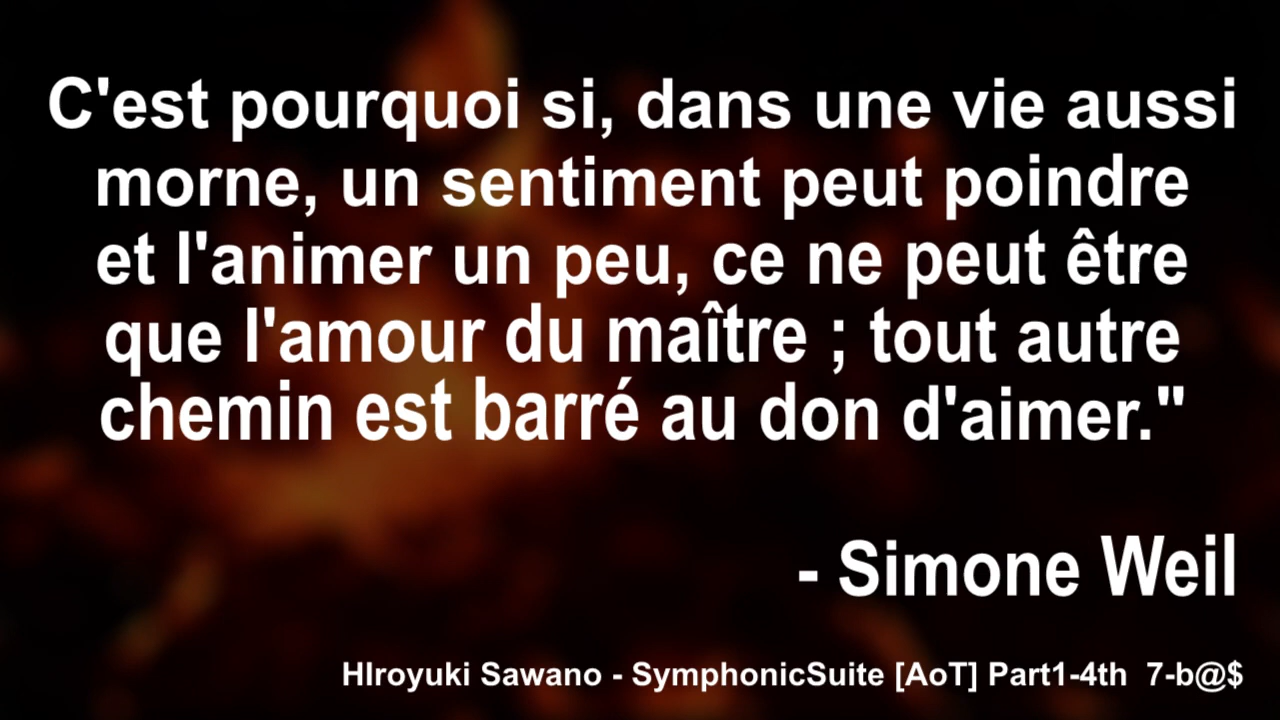 C'est pourquoi si, dans une vie aussi
morne, un sentiment peut poindre
et l'animer un peu, ce ne peut être
que l'amour du maître ; tout autre
chemin est barré au don d'aimer."
- Simone Weil
HIroyuki Sawano - SymphonicSuite [AoT] Part1-4th  7-b@$